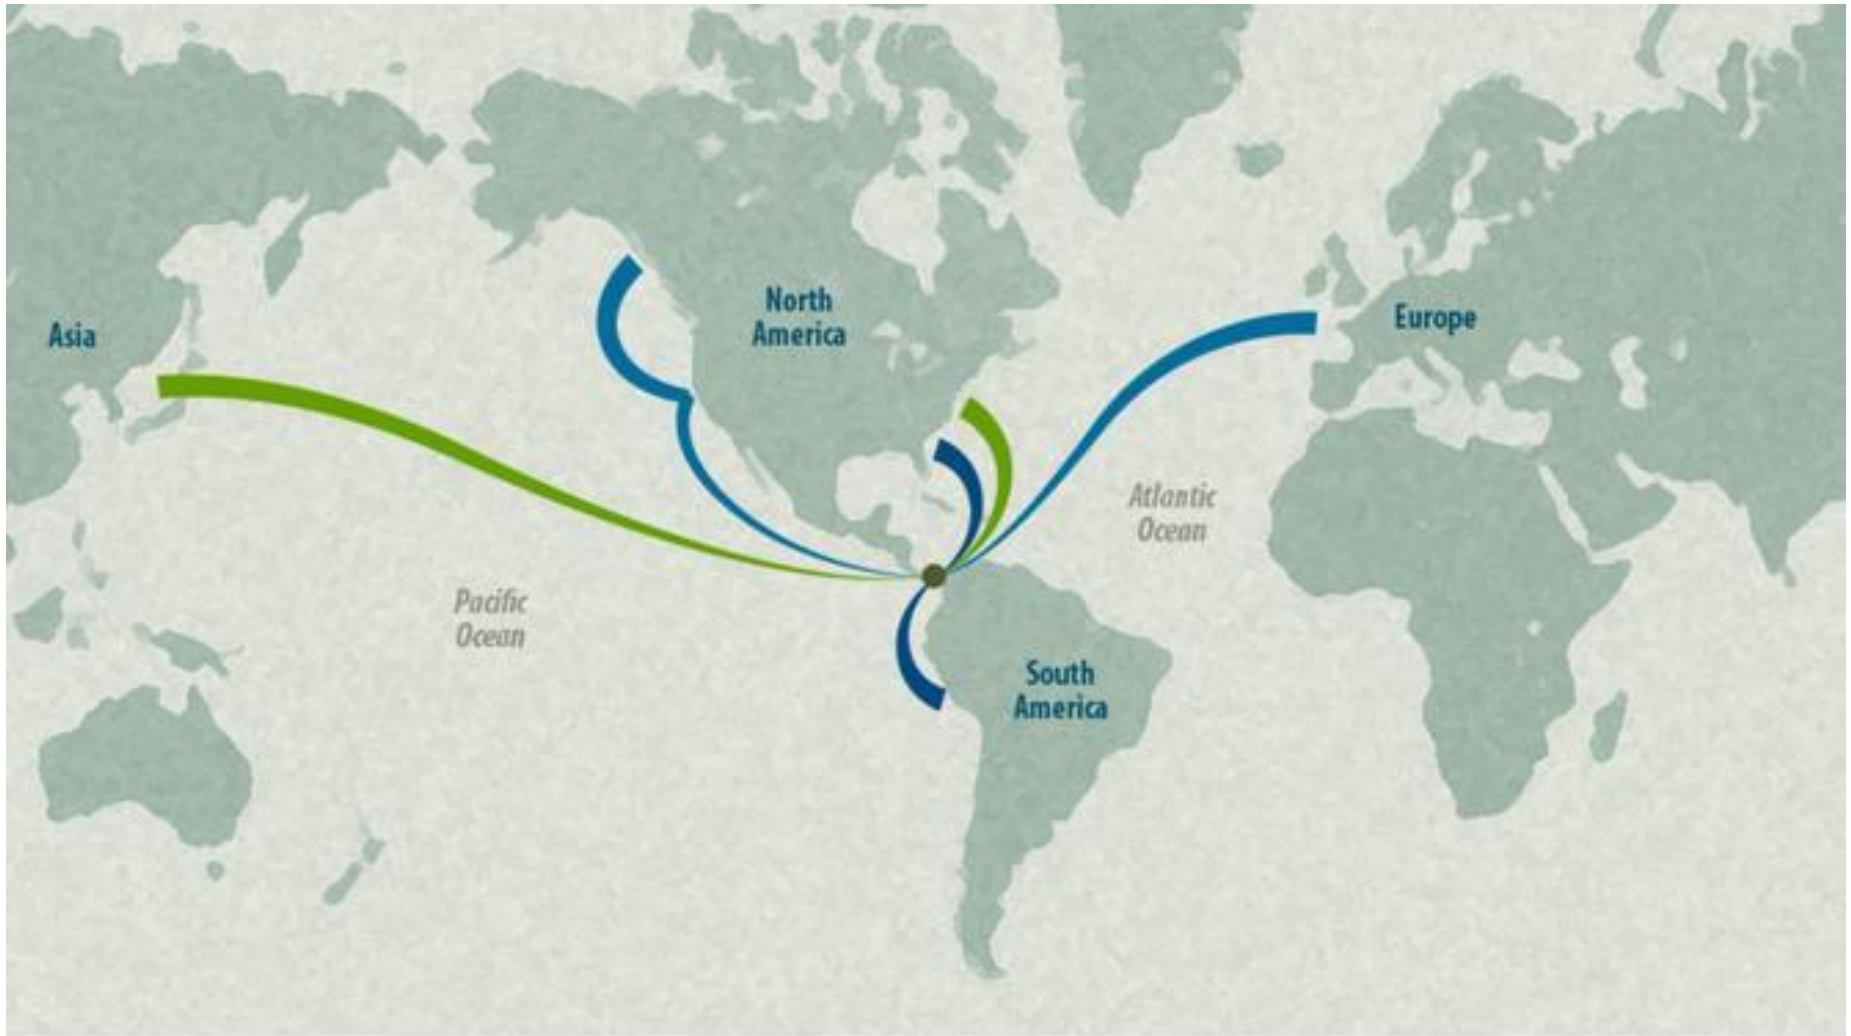 North
America
Asia
Europe
Atlantic
Ocean
Pacific
Ocean
South
America